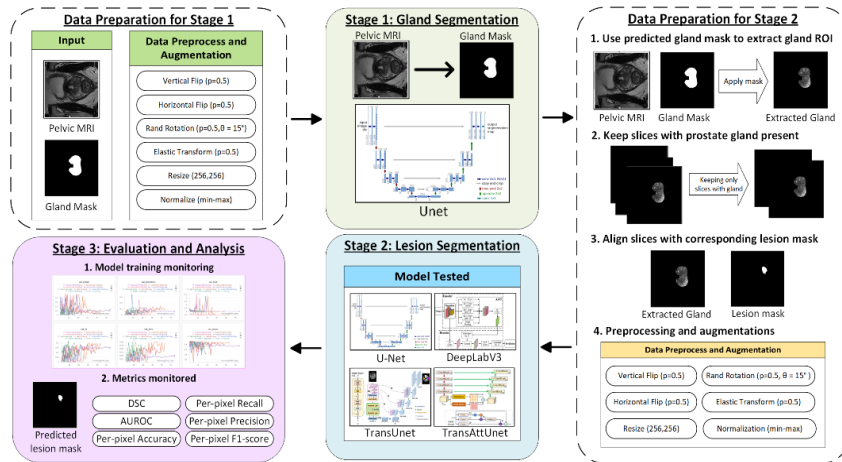 Data Preparation for Stage 1
Input
Pelvic MRI
Gland Mask
Data Preprocess and
Augmentation
Vertical Flip (p=0.5)
Horizontal Flip (p=0.5)
Rand Rotation (p=0.5,θ = 15°)
Elastic Transform (p=0.5)
Resize (256,256)
Normalize (min-max)
Stage 1: Gland Segmentation
Pelvic MRI
Gland Mask
Unet
Data Preparation for Stage 2
1. Use predicted gland mask to extract gland ROI
Apply mask
Pelvic MRI
Gland Mask
Extracted Gland
2. Keep slices with prostate gland present
Keeping only
slices with gland
3. Align slices with corresponding lesion mask
Extracted Gland
Lesion mask
4. Preprocessing and augmentations
Data Preprocess and Augmentation
Vertical Flip (p=0.5)
Rand Rotation (p=0.5, θ = 15°)
Horizontal Flip (p=0.5)
Elastic Transform (p=0.5)
Resize (256,256)
Normalization (min-max)
Stage 2: Lesion Segmentation
Model Tested
U-Net
DeepLabV3
TransUnet
TransAttUnet
Stage 3: Evaluation and Analysis
1. Model training monitoring
2. Metrics monitored
Predicted
lesion mask
DSC
Per-pixel Recall
AUROC
Per-pixel Precision
Per-pixel Accuracy
Per-pixel F1-score